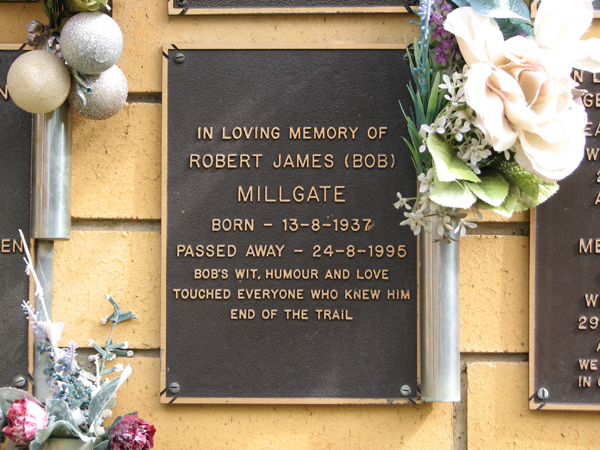 IN LOVING MEMORY OF
ROBERT JAMES (BOB)
MILLGATE
BORN - 13-8-1937
PASSED AWAY - 24-8-1995
BOB'S WIT, HUMOUR AND LOVE
TOUCHED EVERYONE WHO KNEW HIM
END OF THE TRAIL